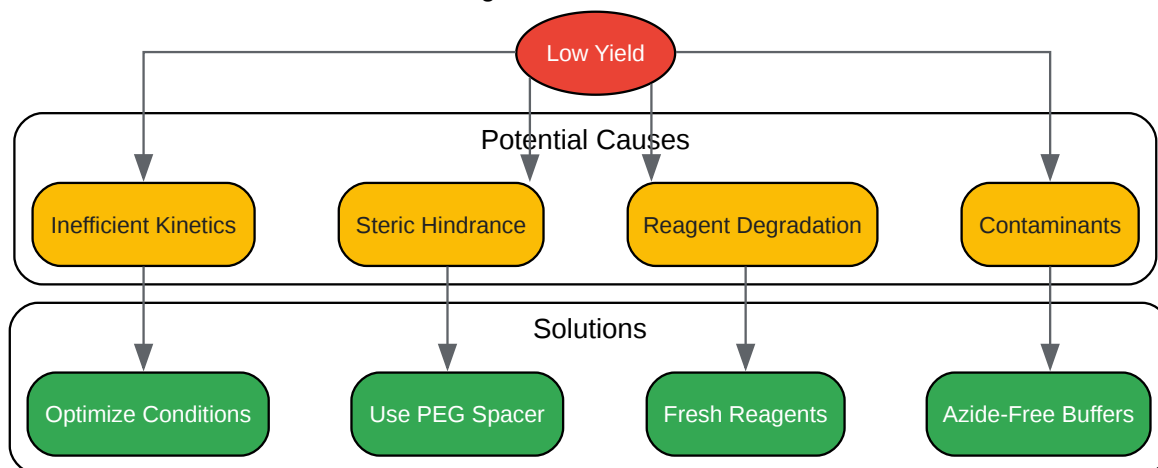 Low Yield
Potential Causes
Inefficient Kinetics
Steric Hindrance
Reagent Degradation
Contaminants
Solutions
Optimize Conditions
Use PEG Spacer
Fresh Reagents
Azide-Free Buffers